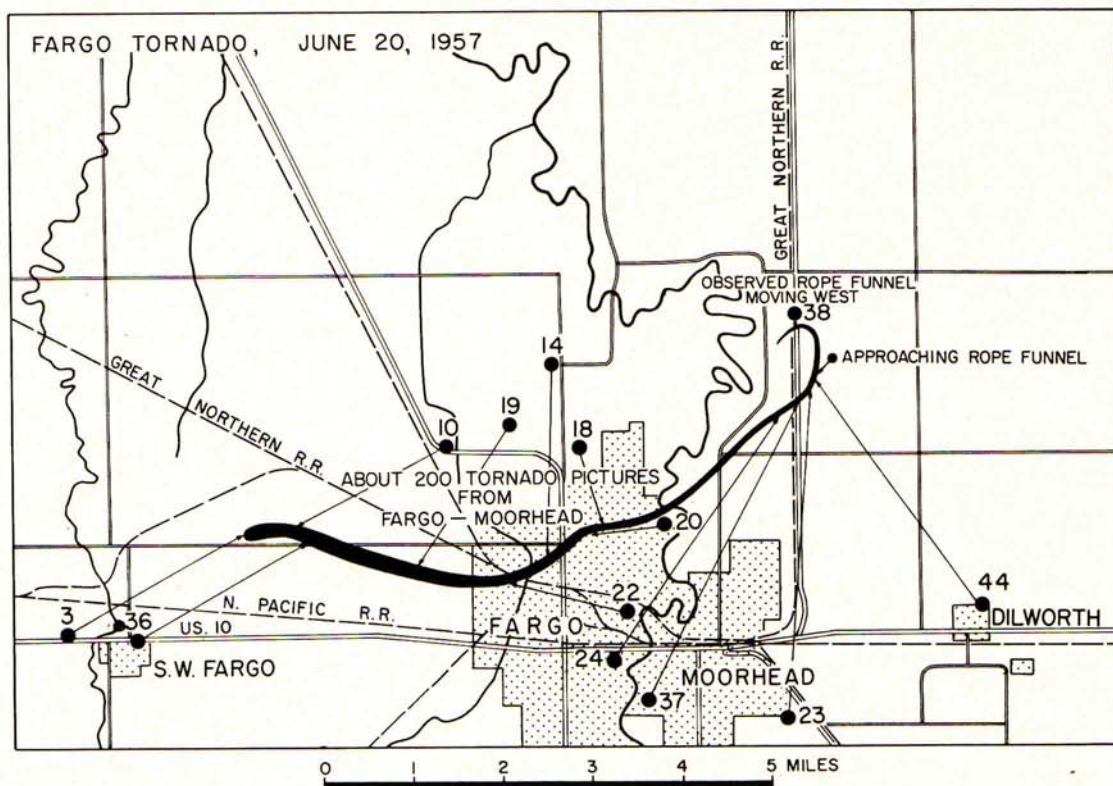 FARGO TORNADO, JUNE 20, 1957
GREAT NORTHERN R.R.
OBSERVED ROPE FUNNEL
MOVING WEST
38
14
APPROACHING ROPE FUNNEL
GREAT NORTHERN R.R.
19
10
18
ABOUT 200 TORNADO PICTURES
FROM
FARGO – MOORHEAD
20
3
36
N. PACIFIC R.R.
US. 10
S.W. FARGO
FARGO
22
44
DILWORTH
24
MOORHEAD
37
23
0 1 2 3 4 5 MILES